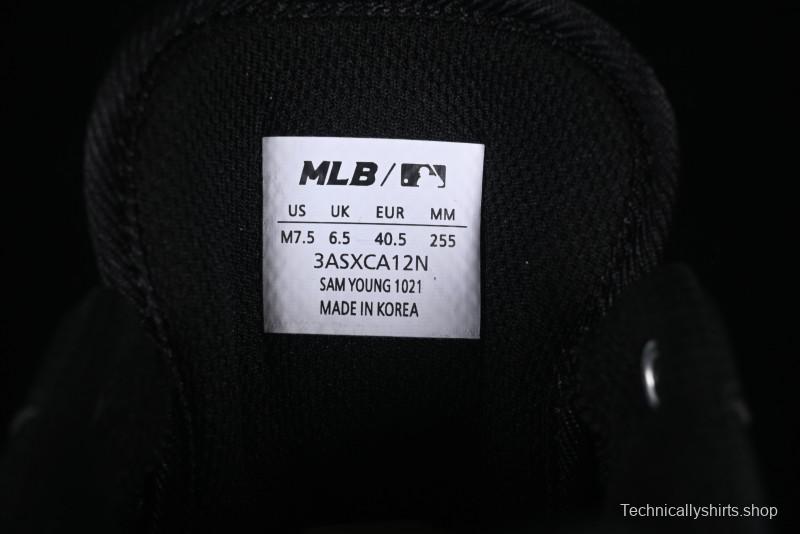 MLB /
US UK EUR MM
M7.5 6.5 40.5 255
3ASXCA12N
SAM YOUNG 1021
MADE IN KOREA
Technicallyshirts.shop